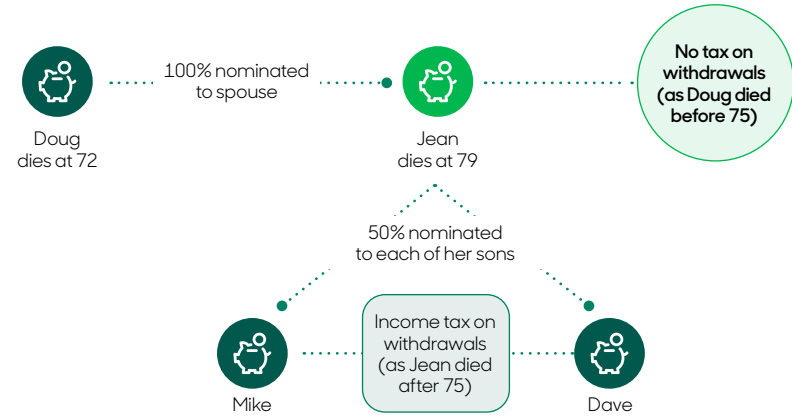 100% nominated
to spouse
No tax on
withdrawals
(as Doug died
before 75)
Doug
dies at 72
Jean
dies at 79
50% nominated
to each of her sons
Income tax on
withdrawals
(as Jean died
after 75)
Mike
Dave